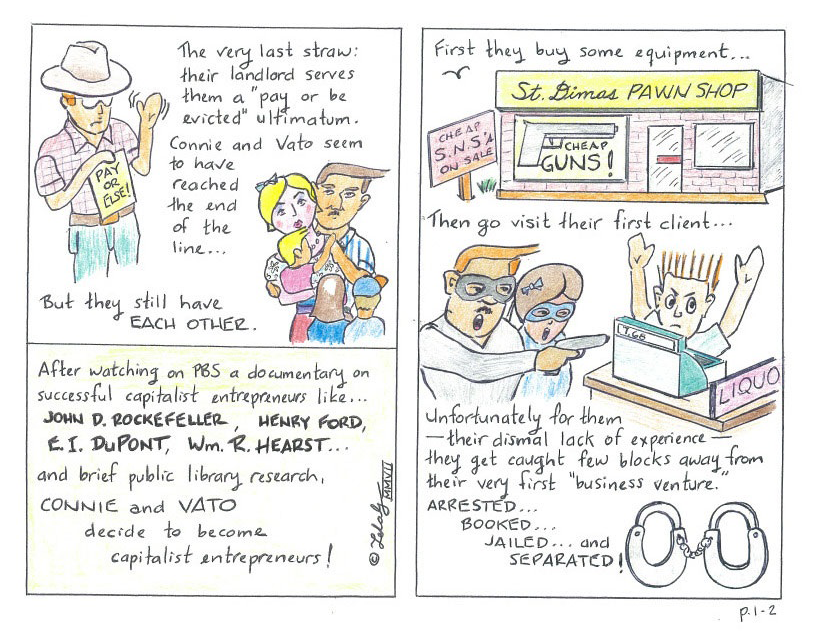 The very last straw:
their landlord serves
them a "pay or be
evicted" ultimatum.
Connie and Vato seem
to have
reached
the end
of the
line...
PAY
OR
ELSE!
But they still have
EACH OTHER.
After watching on PBS a documentary on
successful capitalist entrepreneurs like...
JOHN D. ROCKEFELLER, HENRY FORD,
E. I. DuPONT, Wm. R. HEARST...
and brief public library research,
CONNIE and VATO
decide to become
capitalist entrepreneurs!
© MMVII
First they buy some equipment...
St. Dimas PAWN SHOP
CHEAP
S.N.S.'s
ON SALE
CHEAP
GUNS!
Then go visit their first client...
LIQUO
Unfortunately for them
—their dismal lack of experience—
they get caught few blocks away from
their very first "business venture."
ARRESTED...
BOOKED...
JAILED... and
SEPARATED!
p. 1-2